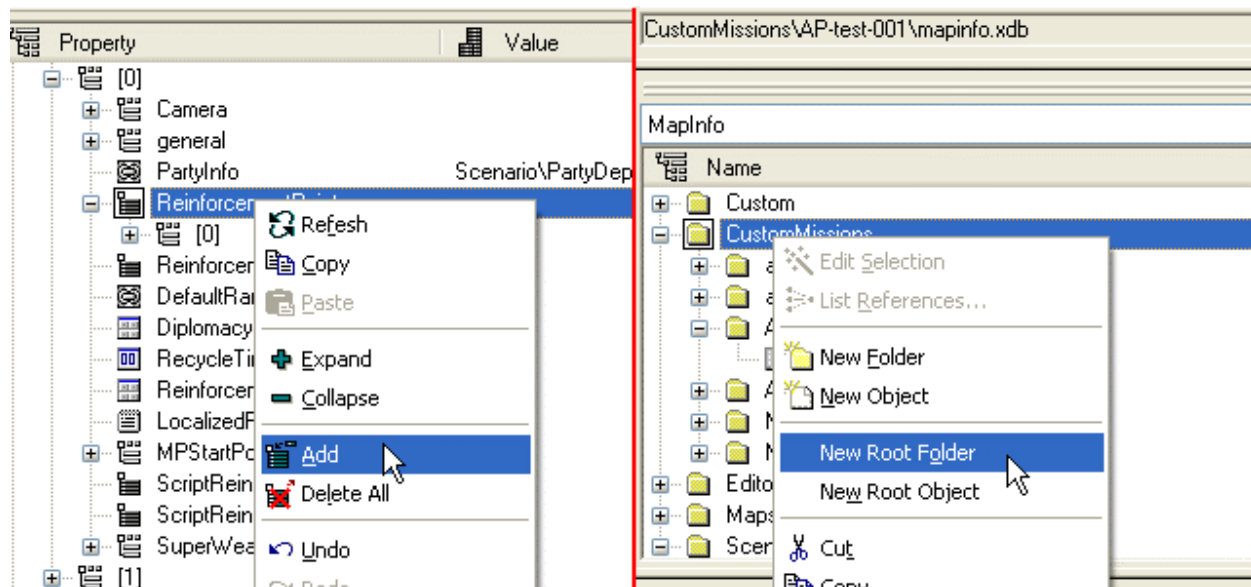 Property Value
[0]
Camera
general
PartyInfo Scenario\PartyDep
[0]
Reinforcer
DefaultRa
Diplomacy
RecycleTi
Reinforcer
LocalizedF
MPStartPo
ScriptRein
ScriptRein
SuperWea
[1]
Refesh
Copy
Paste
Expand
Collapse
Add
Delete All
Undo
CustomMissions\AP-test-001\mapinfo.xdb
MapInfo
Name
Custom
CustomMissions
Edito
Maps
Scer
Edit Selection
List References...
New Folder
New Object
New Root Folder
New Root Object
Cut
Copy